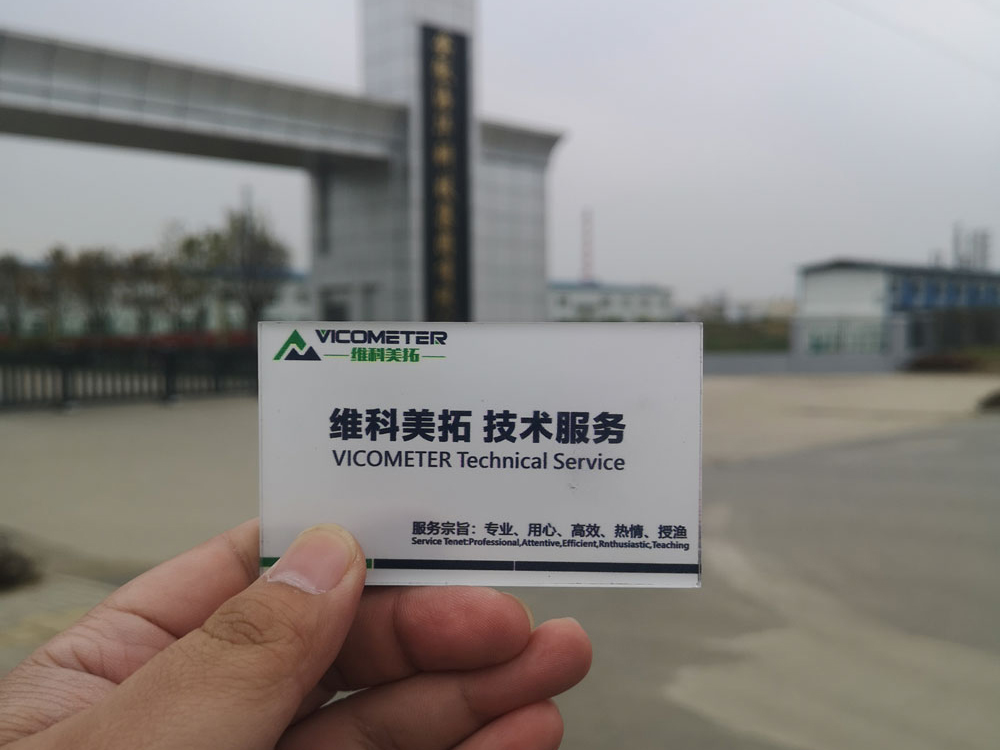 VICOMETER
维科美拓
维科美拓 技术服务
VICOMETER Technical Service
服务宗旨：专业、用心、高效、热情、授渔
Service Tenet:Professional,Attentive,Efficient,Rnthusiastic,Teaching